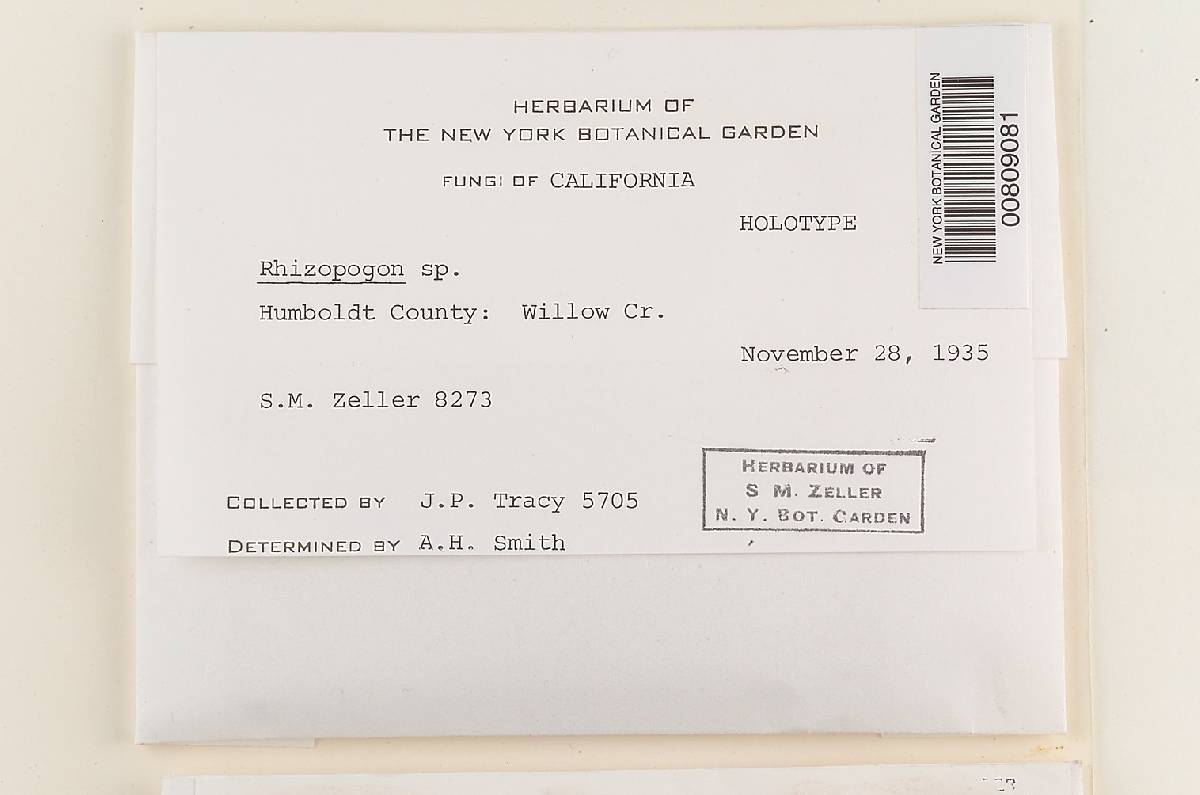 HERBARIUM OF
THE NEW YORK BOTANICAL GARDEN
FUNGI OF CALIFORNIA
HOLOTYPE
Rhizopogon sp.
Humboldt County: Willow Cr.
November 28, 1935
S.M. Zeller 8273
HERBARIUM OF
S M. ZELLER
N. Y. BOT. GARDEN
COLLECTED BY J.P. Tracy 5705
DETERMINED BY A.H. Smith
NEW YORK BOTANICAL GARDEN
00809081